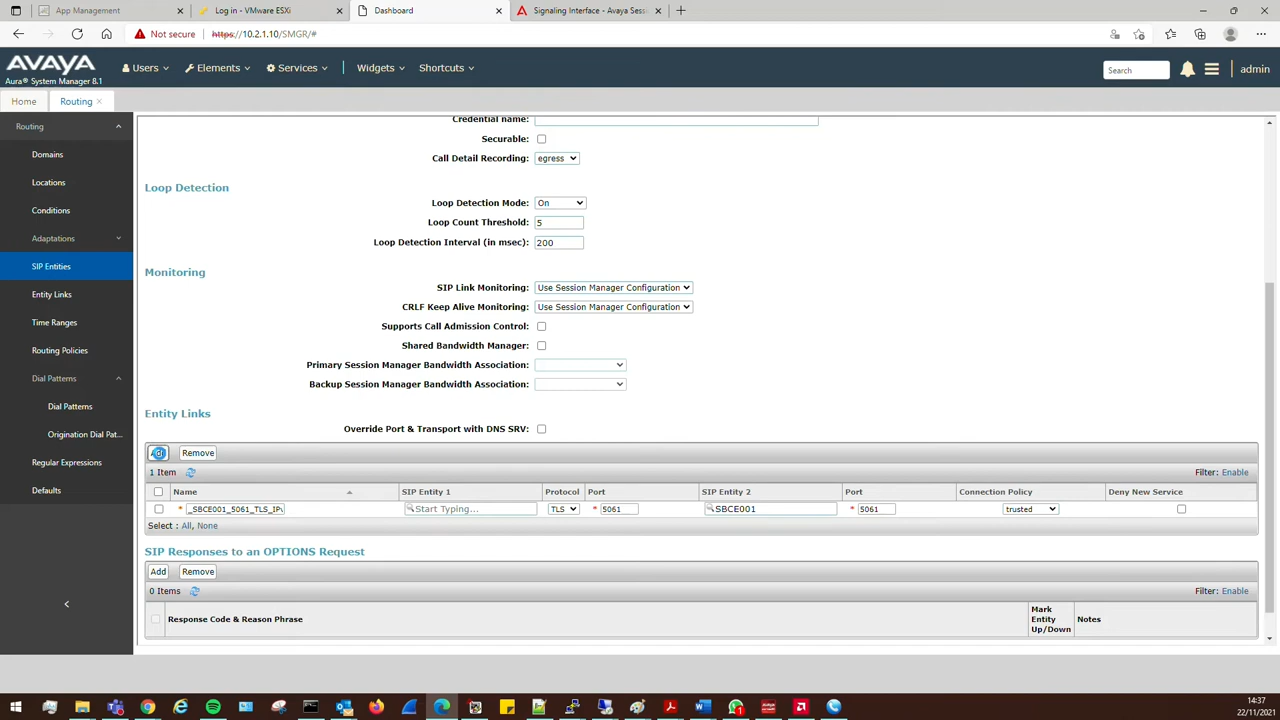 App Management
Log in - VMware ESXi
Dashboard
Signaling Interface - Avaya Sess
Not secure https://10.2.1.10/SMGR/#
AVAYA
Aura® System Manager 8.1
Users Elements Services Widgets Shortcuts
Search
admin
Home Routing
Routing
Domains
Locations
Conditions
Adaptations
SIP Entities
Entity Links
Time Ranges
Routing Policies
Dial Patterns
Dial Patterns
Origination Dial Pat...
Regular Expressions
Defaults
Credential name:
Securable:
Call Detail Recording: egress
Loop Detection
Loop Detection Mode: On
Loop Count Threshold: 5
Loop Detection Interval (in msec): 200
Monitoring
SIP Link Monitoring: Use Session Manager Configuration
CRLF Keep Alive Monitoring: Use Session Manager Configuration
Supports Call Admission Control:
Shared Bandwidth Manager:
Primary Session Manager Bandwidth Association:
Backup Session Manager Bandwidth Association:
Entity Links
Override Port & Transport with DNS SRV:
Remove
1 Item Filter: Enable
Name SIP Entity 1 Protocol Port SIP Entity 2 Port Connection Policy Deny New Service
* _SBCE001_5061_TLS_IPv Start Typing... TLS * 5061 SBCE001 * 5061 trusted
Select : All, None
SIP Responses to an OPTIONS Request
Add Remove
0 Items Filter: Enable
Response Code & Reason Phrase Mark Entity Up/Down Notes
14:37
22/11/2021